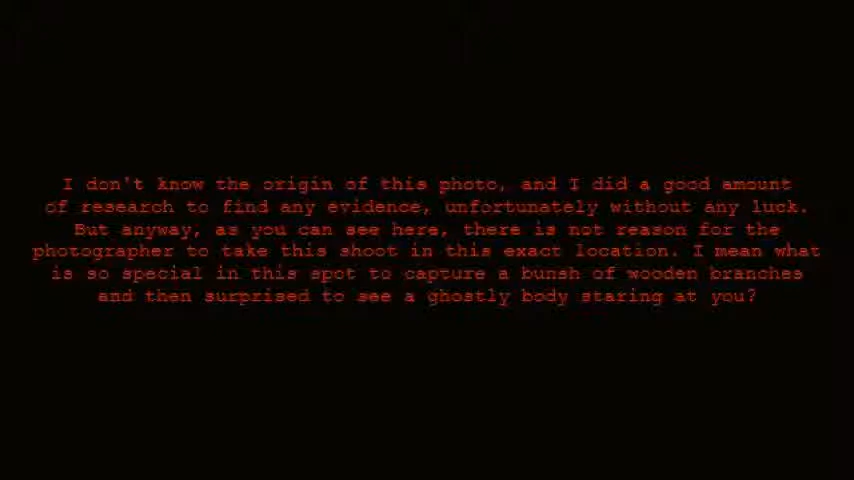 I don't know the origin of this photo, and I did a good amount
of research to find any evidence, unfortunately without any luck.
But anyway, as you can see here, there is not reason for the
photographer to take this shoot in this exact location. I mean what
is so special in this spot to capture a bunsh of wooden branches
and then surprised to see a ghostly body staring at you?